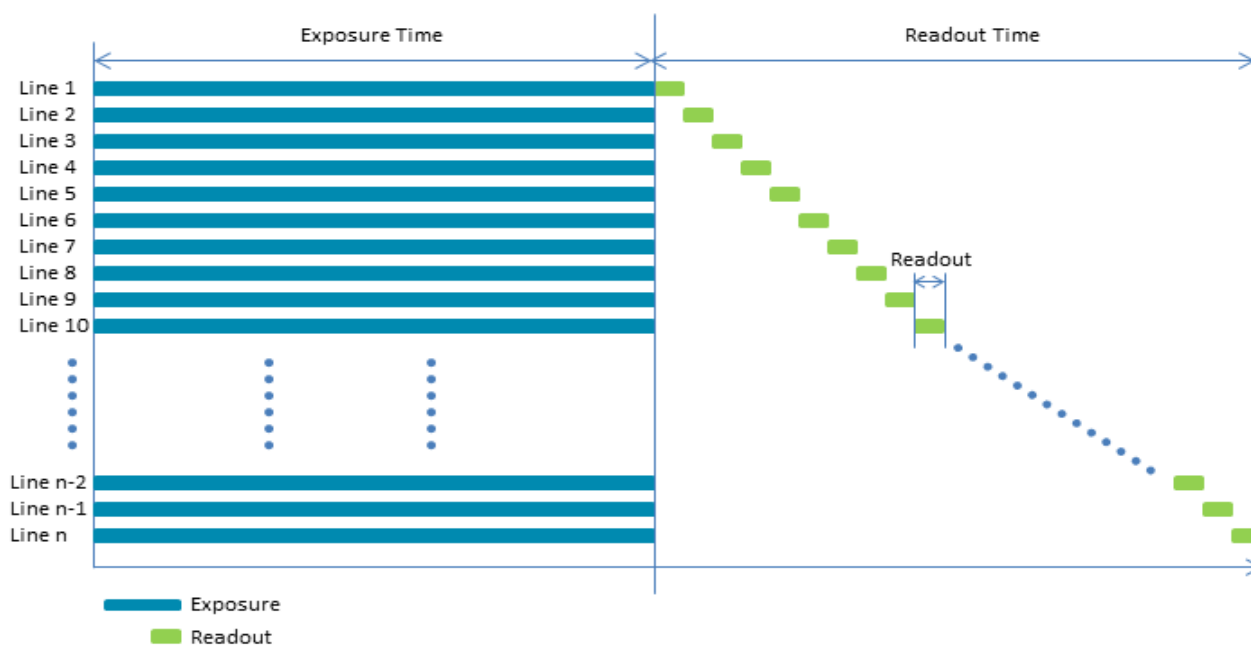 Exposure Time
Readout Time
Line 1
Line 2
Line 3
Line 4
Line 5
Line 6
Line 7
Line 8
Readout
Line 9
Line 10
Line n-2
Line n-1
Line n
Exposure
Readout